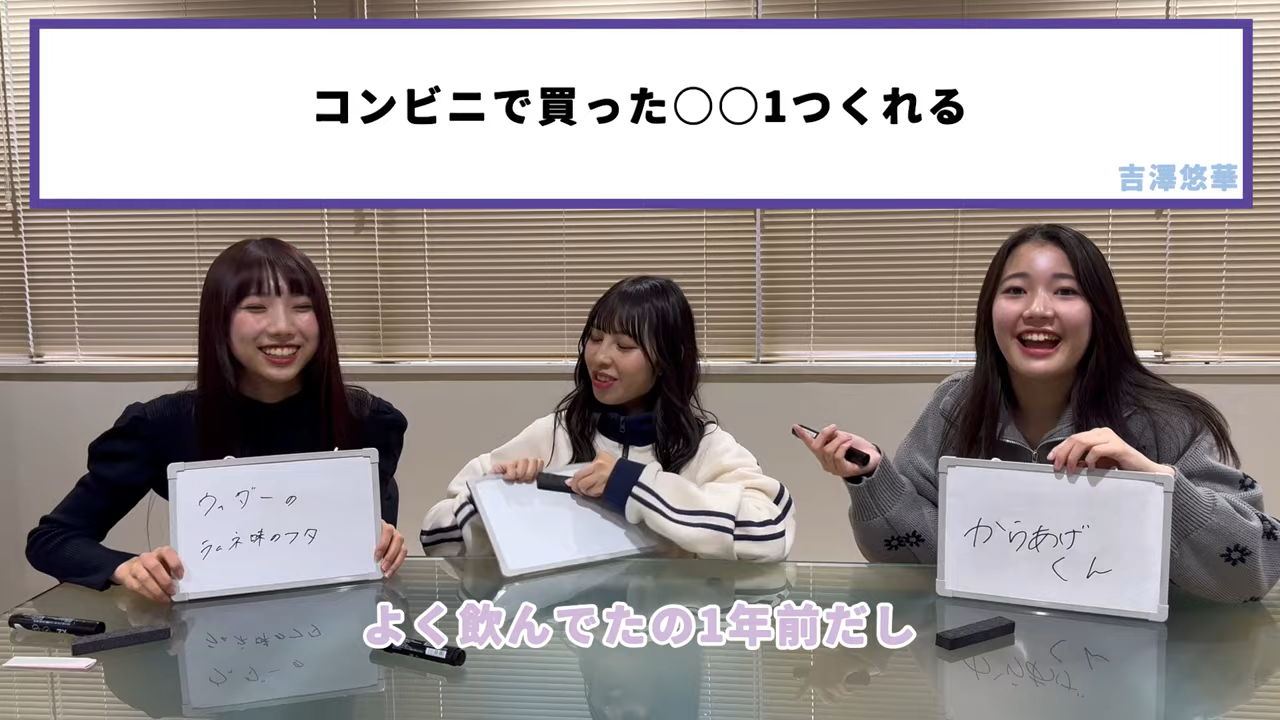 コンビニで買った○○1つくれる
吉澤悠華
ウィダーの
ラムネ味のフタ
からあげ
くん
よく飲んでたの1年前だし